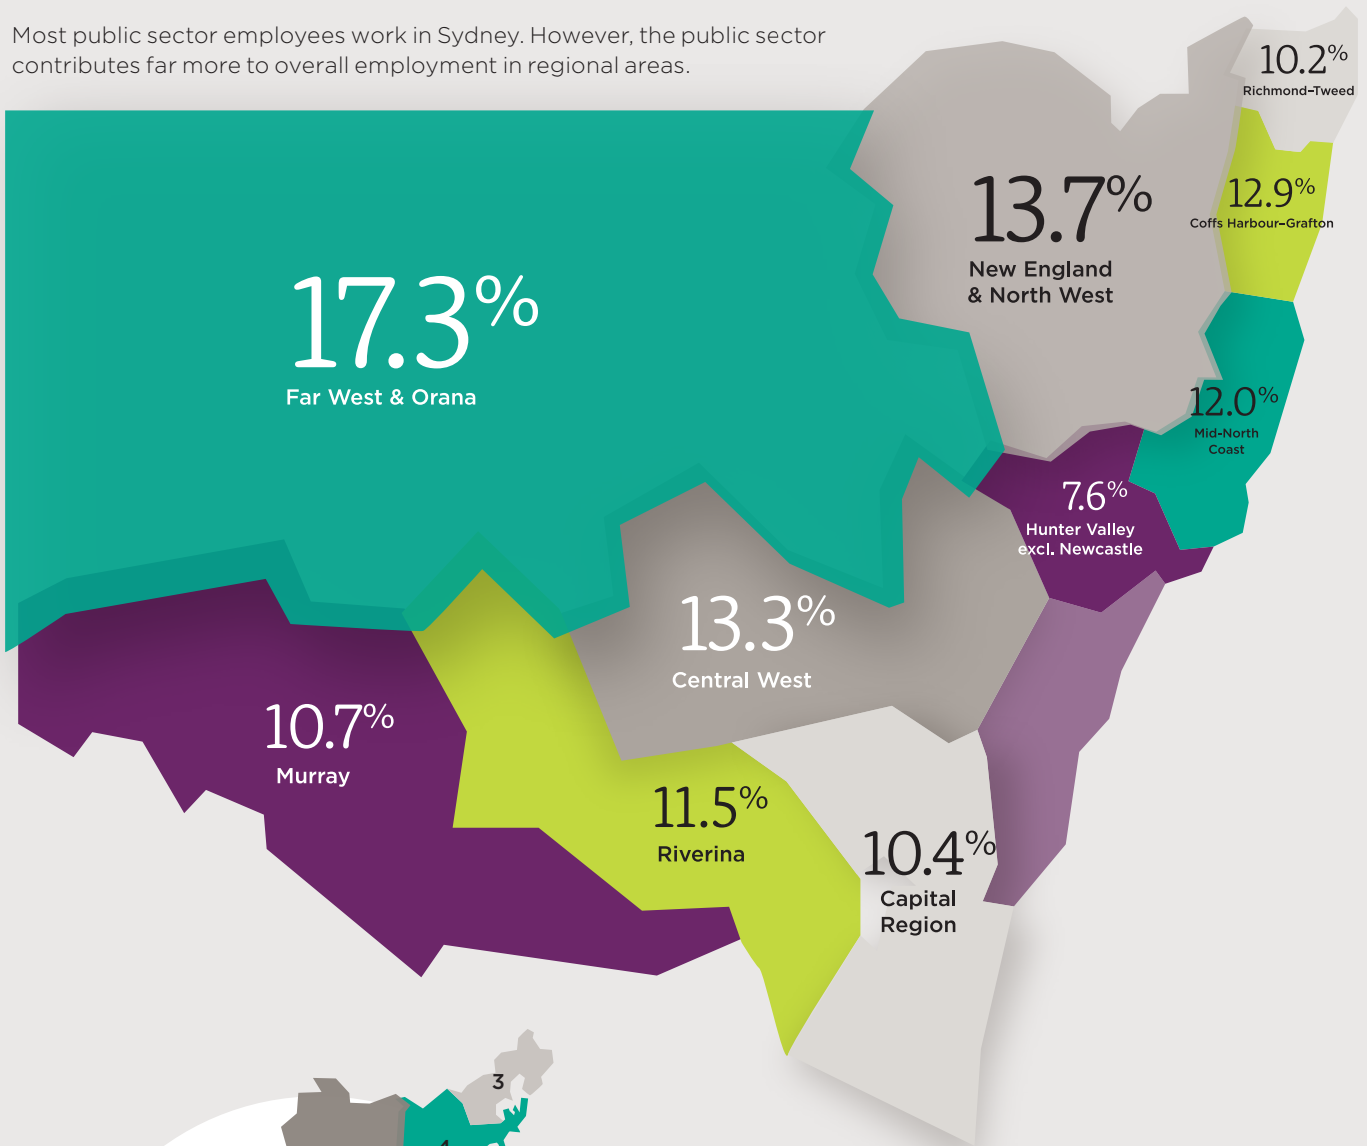 Most public sector employees work in Sydney. However, the public sector
contributes far more to overall employment in regional areas.
10.2%
Richmond–Tweed
12.9%
Coffs Harbour–Grafton
13.7%
New England
& North West
17.3%
Far West & Orana
12.0%
Mid-North
Coast
7.6%
Hunter Valley
excl. Newcastle
13.3%
Central West
10.7%
Murray
11.5%
Riverina
10.4%
Capital
Region
3